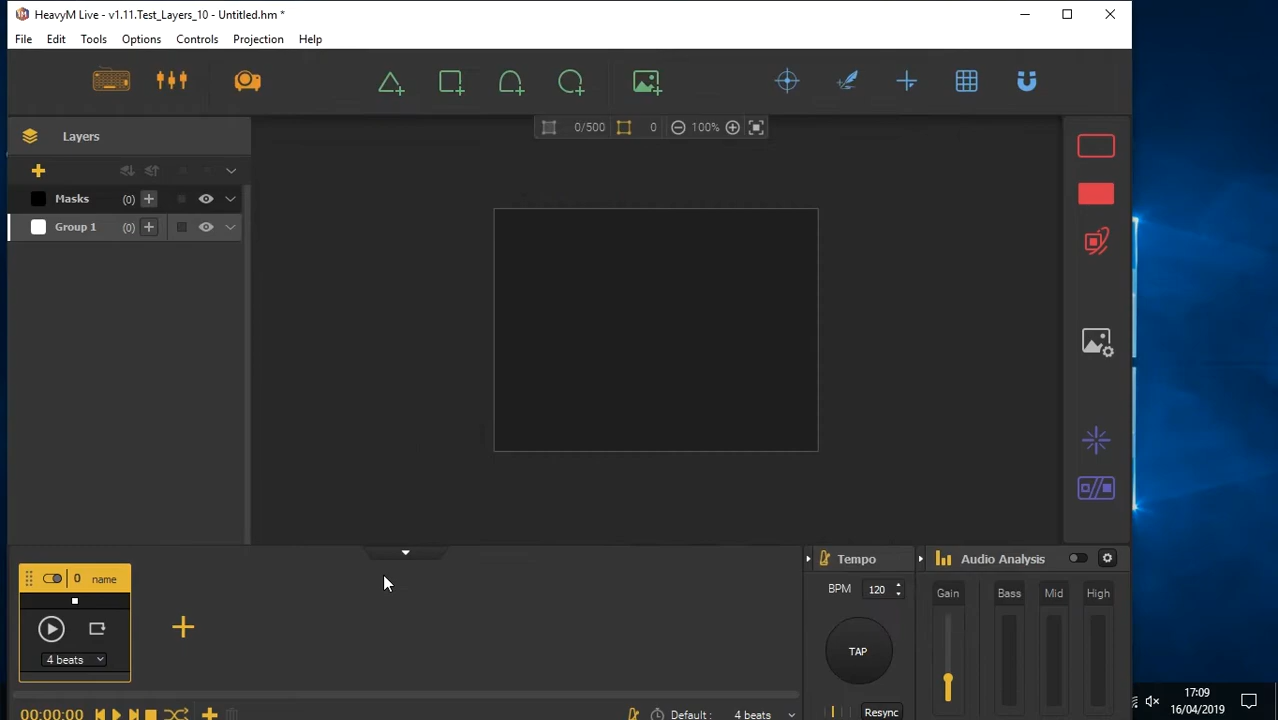 HeavyM Live - v1.11.Test_Layers_10 - Untitled.hm *
File Edit Tools Options Controls Projection Help
0/500 0 100%
Layers
Masks (0)
Group 1 (0)
0 name
4 beats
00:00:00
Default : 4 beats
Tempo
BPM 120
TAP
Resync
Audio Analysis
Gain Bass Mid High
17:09
16/04/2019